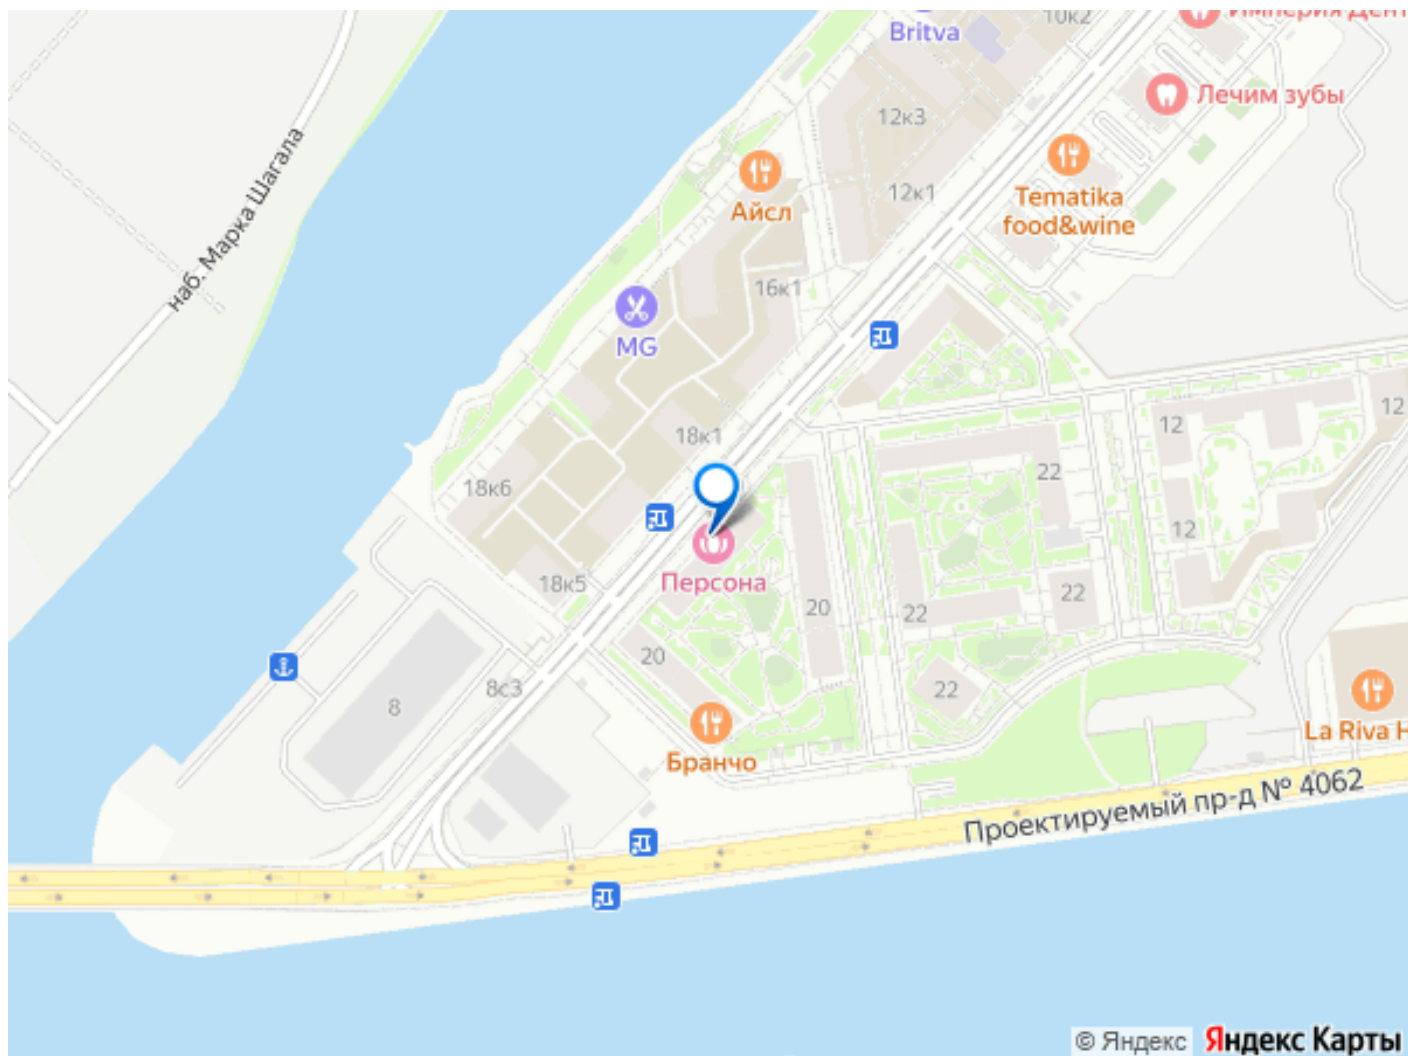 Britva
10к2
Империя Дент
Лечим зубы
12к3
12к1
Айсл
Tematika
food&wine
наб. Марка Шагала
16к1
MG
18к1
18к6
18к5
Персона
22
12
12
12
20
22
22
20
22
8с3
8
Бранчо
La Riva H
Проектируемый пр-д № 4062
© Яндекс
Яндекс Карты